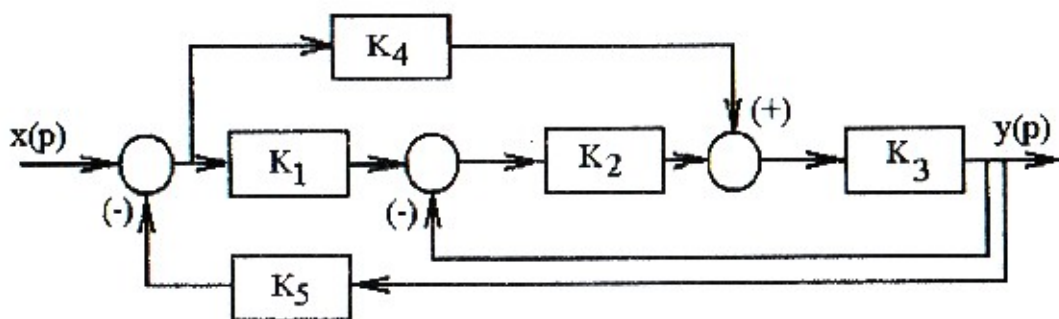 K₄
(+)
x(p)
y(p)
K₁
K₂
K₃
(-)
(-)
K₅